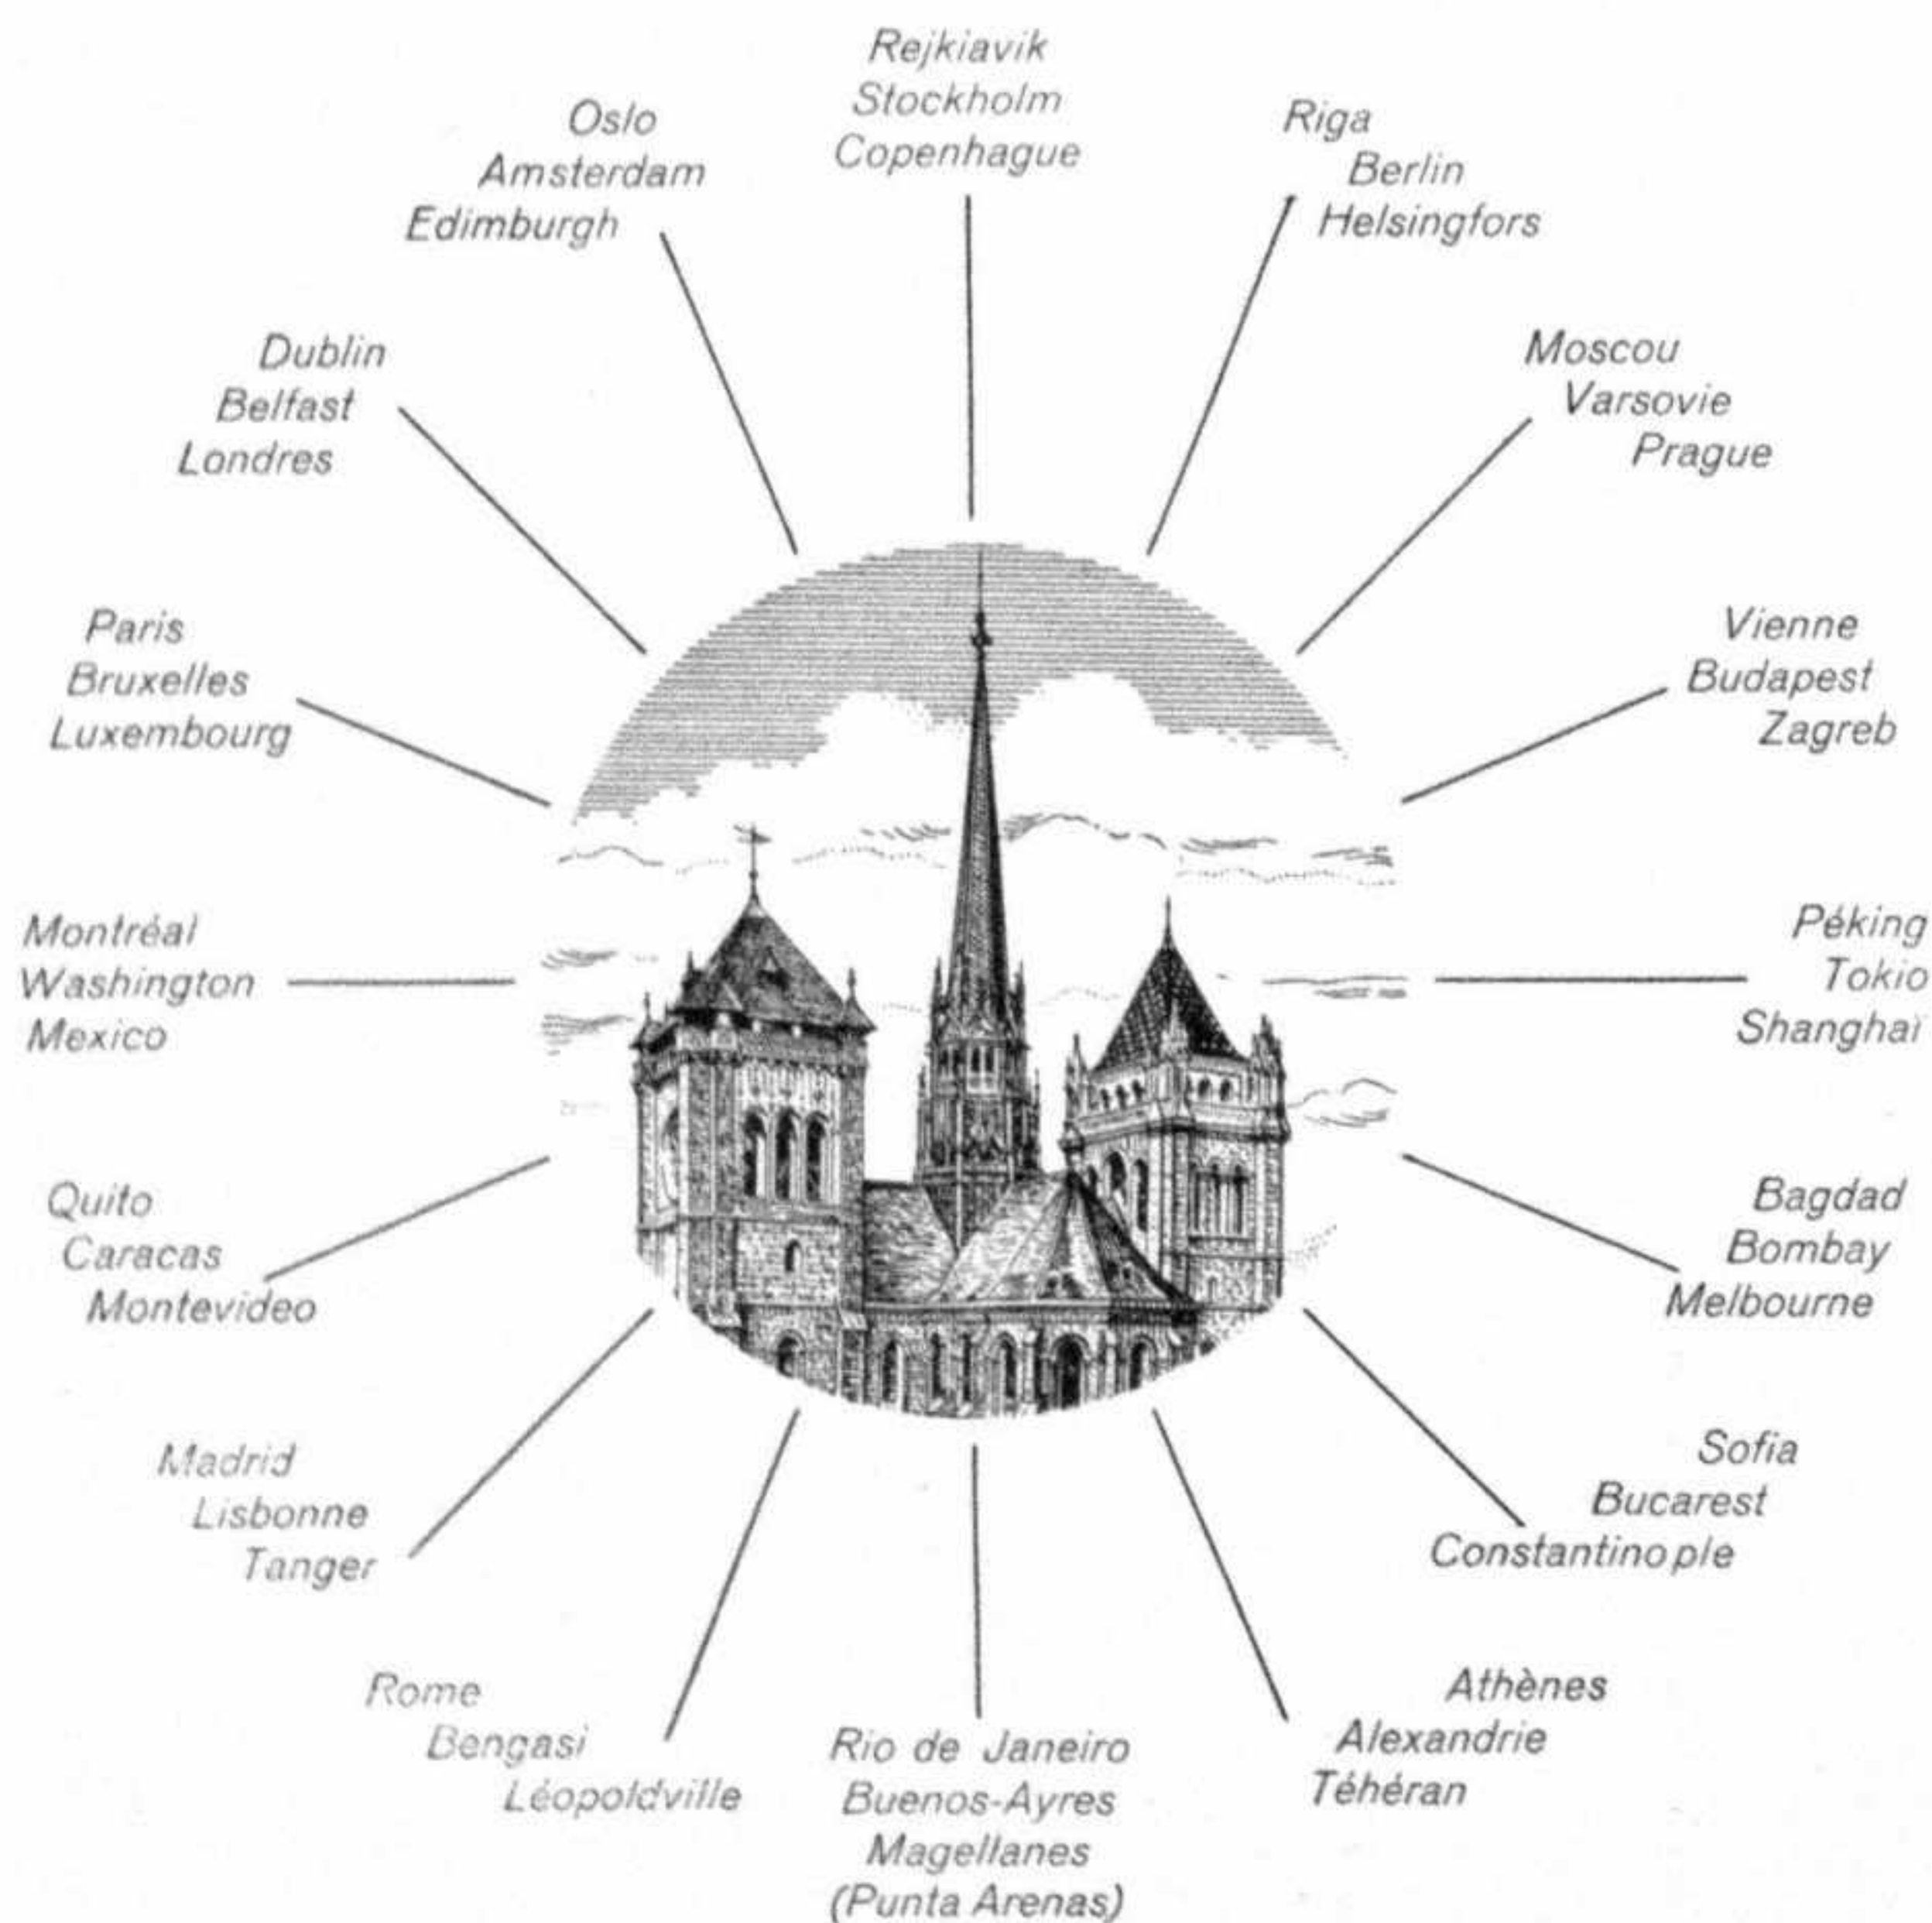 Rejkiavik
Stockholm
Copenhague
Riga
Berlin
Helsingfors
Moscou
Varsovie
Prague
Vienne
Budapest
Zagreb
Péking
Tokio
Shanghaï
Bagdad
Bombay
Melbourne
Sofia
Bucarest
Constantinople
Athènes
Alexandrie
Téhéran
Rio de Janeiro
Buenos-Ayres
Magellanes
(Punta Arenas)
Rome
Bengasi
Léopoldville
Madrid
Lisbonne
Tanger
Quito
Caracas
Montevideo
Montréal
Washington
Mexico
Paris
Bruxelles
Luxembourg
Dublin
Belfast
Londres
Oslo
Amsterdam
Edimburgh